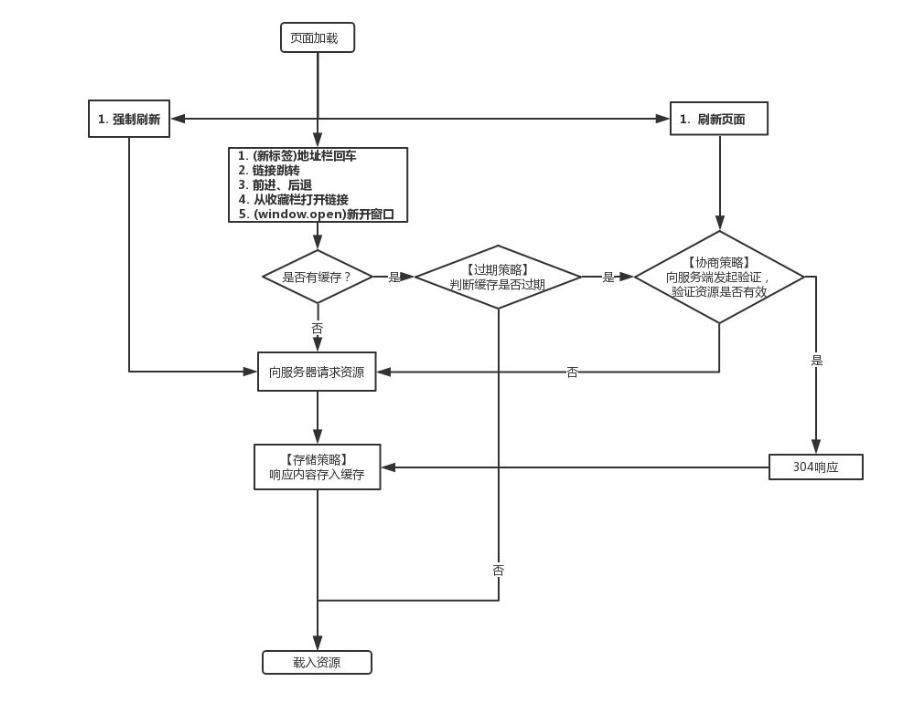 页面加载
1. 强制刷新
1. 刷新页面
1. (新标签)地址栏回车
2. 链接跳转
3. 前进、后退
4. 从收藏栏打开链接
5. (window.open)新开窗口
是否有缓存？
是
【过期策略】
判断缓存是否过期
是
【协商策略】
向服务端发起验证，
验证资源是否有效
否
是
向服务器请求资源
否
【存储策略】
响应内容存入缓存
304响应
否
载入资源